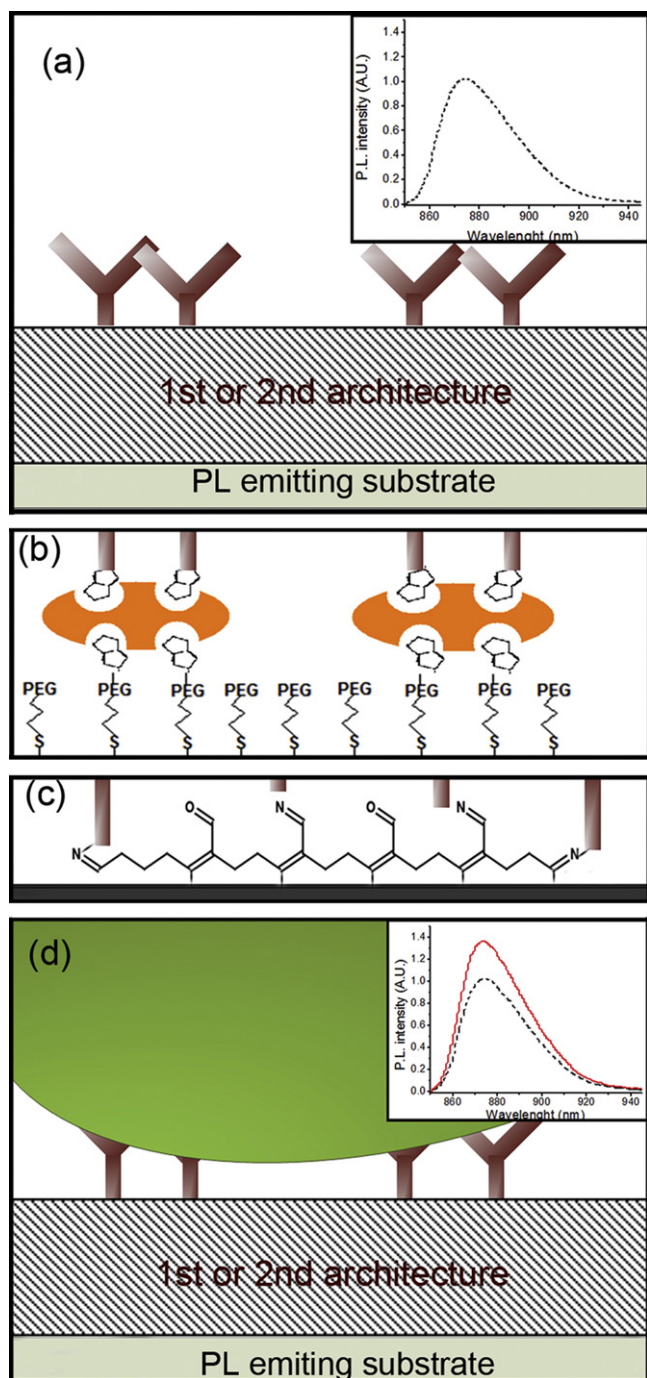 (a)
P.L. intensity (A.U.)
1.4
1.2
1.0
0.8
0.6
0.4
0.2
0.0
860 880 900 920 940
Wavelenght (nm)
1st or 2nd architecture
PL emitting substrate
(b)
PEG PEG PEG PEG PEG PEG PEG PEG PEG
S S S S S S S S S
(c)
O N O N
N N
(d)
P.L. intensity (A.U.)
1.4
1.2
1.0
0.8
0.6
0.4
0.2
0.0
860 880 900 920 940
Wavelenght (nm)
1st or 2nd architecture
PL emiting substrate